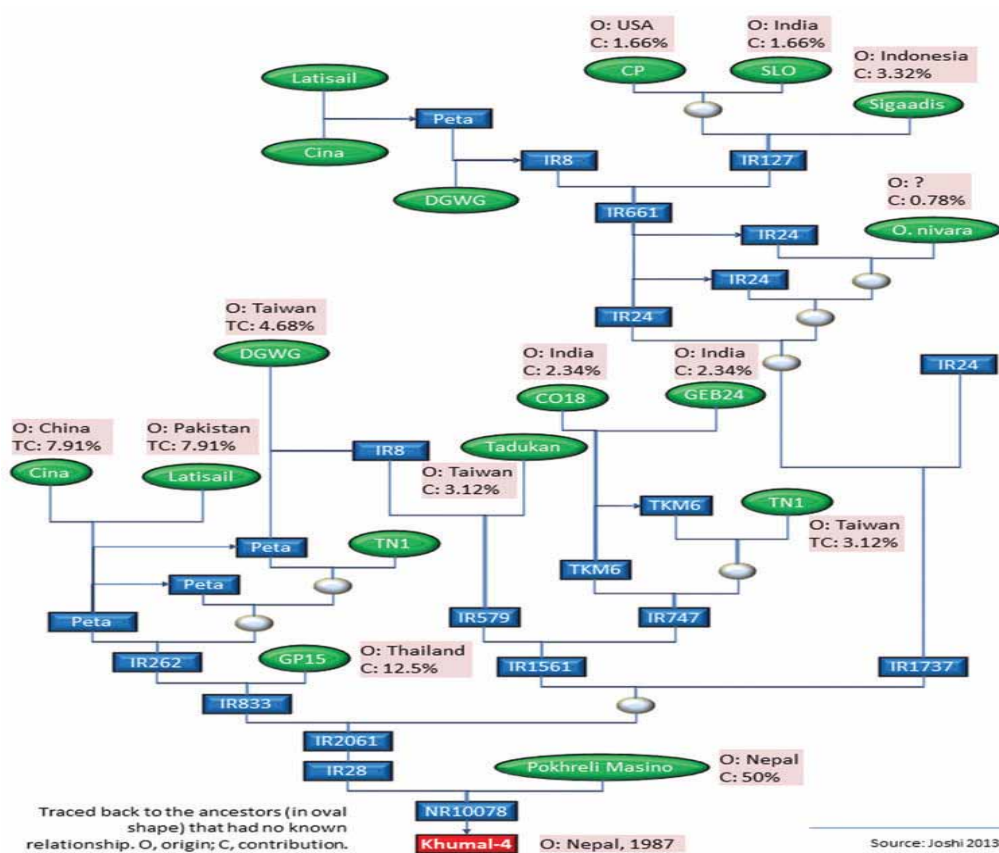 O: USA
C: 1.66%
O: India
C: 1.66%
O: Indonesia
C: 3.32%
Latisail
CP
SLO
Sigaadis
Peta
Cina
IR8
IR127
DGWG
O: ?
C: 0.78%
IR661
IR24
O. nivara
IR24
IR24
O: Taiwan
TC: 4.68%
DGWG
O: India
C: 2.34%
O: India
C: 2.34%
IR24
CO18
GEB24
O: China
TC: 7.91%
O: Pakistan
TC: 7.91%
IR8
Tadukan
Cina
Latisail
O: Taiwan
C: 3.12%
TKM6
TN1
O: Taiwan
TC: 3.12%
Peta
TN1
TKM6
Peta
Peta
IR579
IR747
IR262
GP15
O: Thailand
C: 12.5%
IR1561
IR1737
IR833
IR2061
IR28
Pokhreli Masino
O: Nepal
C: 50%
NR10078
Khumal-4
O: Nepal, 1987
Traced back to the ancestors (in oval
shape) that had no known
relationship. O, origin; C, contribution.
Source: Joshi 2013